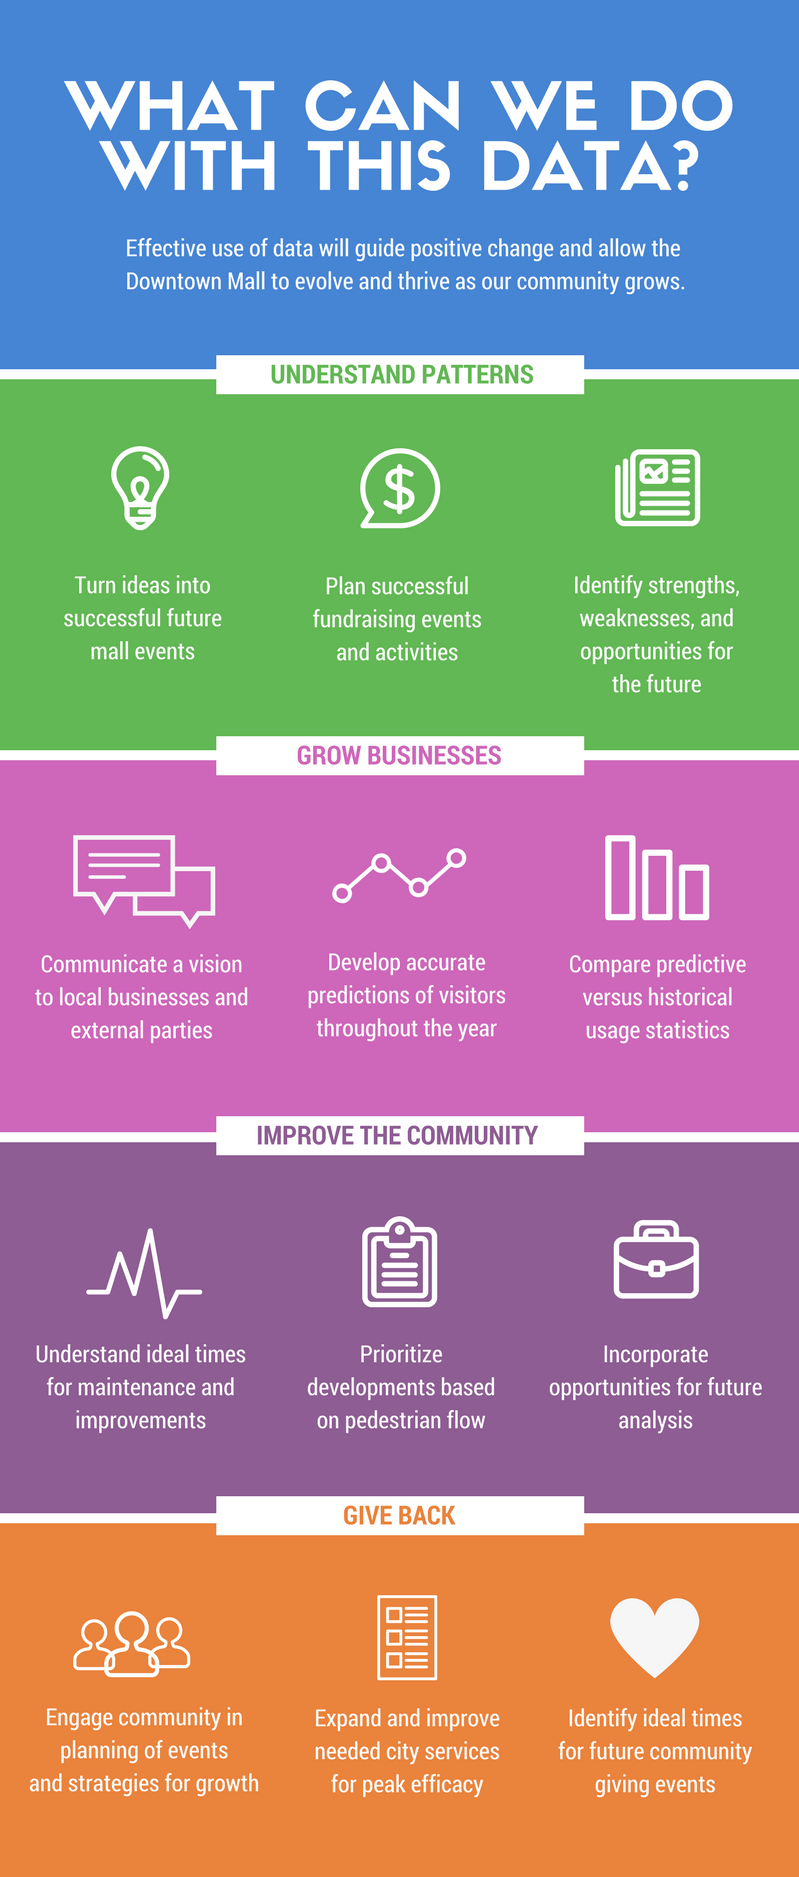 WHAT CAN WE DO
WITH THIS DATA?
Effective use of data will guide positive change and allow the
Downtown Mall to evolve and thrive as our community grows.
UNDERSTAND PATTERNS
Turn ideas into
successful future
mall events
Plan successful
fundraising events
and activities
Identify strengths,
weaknesses, and
opportunities for
the future
GROW BUSINESSES
Communicate a vision
to local businesses and
external parties
Develop accurate
predictions of visitors
throughout the year
Compare predictive
versus historical
usage statistics
IMPROVE THE COMMUNITY
Understand ideal times
for maintenance and
improvements
Prioritize
developments based
on pedestrian flow
Incorporate
opportunities for future
analysis
GIVE BACK
Engage community in
planning of events
and strategies for growth
Expand and improve
needed city services
for peak efficacy
Identify ideal times
for future community
giving events